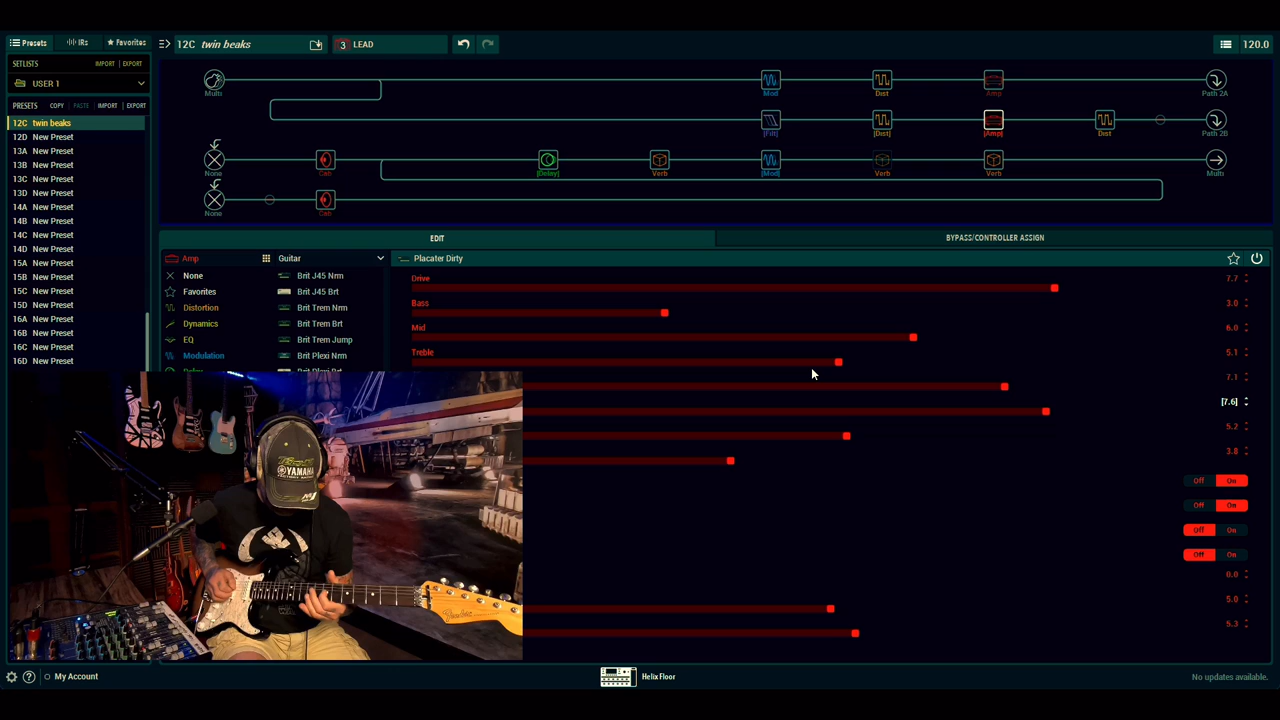 Presets IRs Favorites 12C twin beaks 3 LEAD 120.0
SETLISTS IMPORT EXPORT
USER 1
PRESETS COPY PASTE IMPORT EXPORT
12C twin beaks
12D New Preset
13A New Preset
13B New Preset
13C New Preset
13D New Preset
14A New Preset
14B New Preset
14C New Preset
14D New Preset
15A New Preset
15B New Preset
15C New Preset
15D New Preset
16A New Preset
16B New Preset
16C New Preset
16D New Preset
Multi Mod Dist Amp Path 2A
[Filt] [Dist] [Amp] Dist Path 2B
None Cab [Delay] Verb [Mod] Verb Verb Multi
None Cab
EDIT BYPASS/CONTROLLER ASSIGN
Amp Guitar Placater Dirty
None
Favorites
Distortion
Dynamics
EQ
Modulation
Brit J45 Nrm
Brit J45 Brt
Brit Trem Nrm
Brit Trem Brt
Brit Trem Jump
Brit Plexi Nrm
Drive 7.7
Bass 3.0
Mid 6.0
Treble 5.1
7.1
[7.6]
5.2
3.8
Off On
Off On
Off On
Off On
0.0
5.0
5.3
YAMAHA
My Account Helix Floor No updates available.